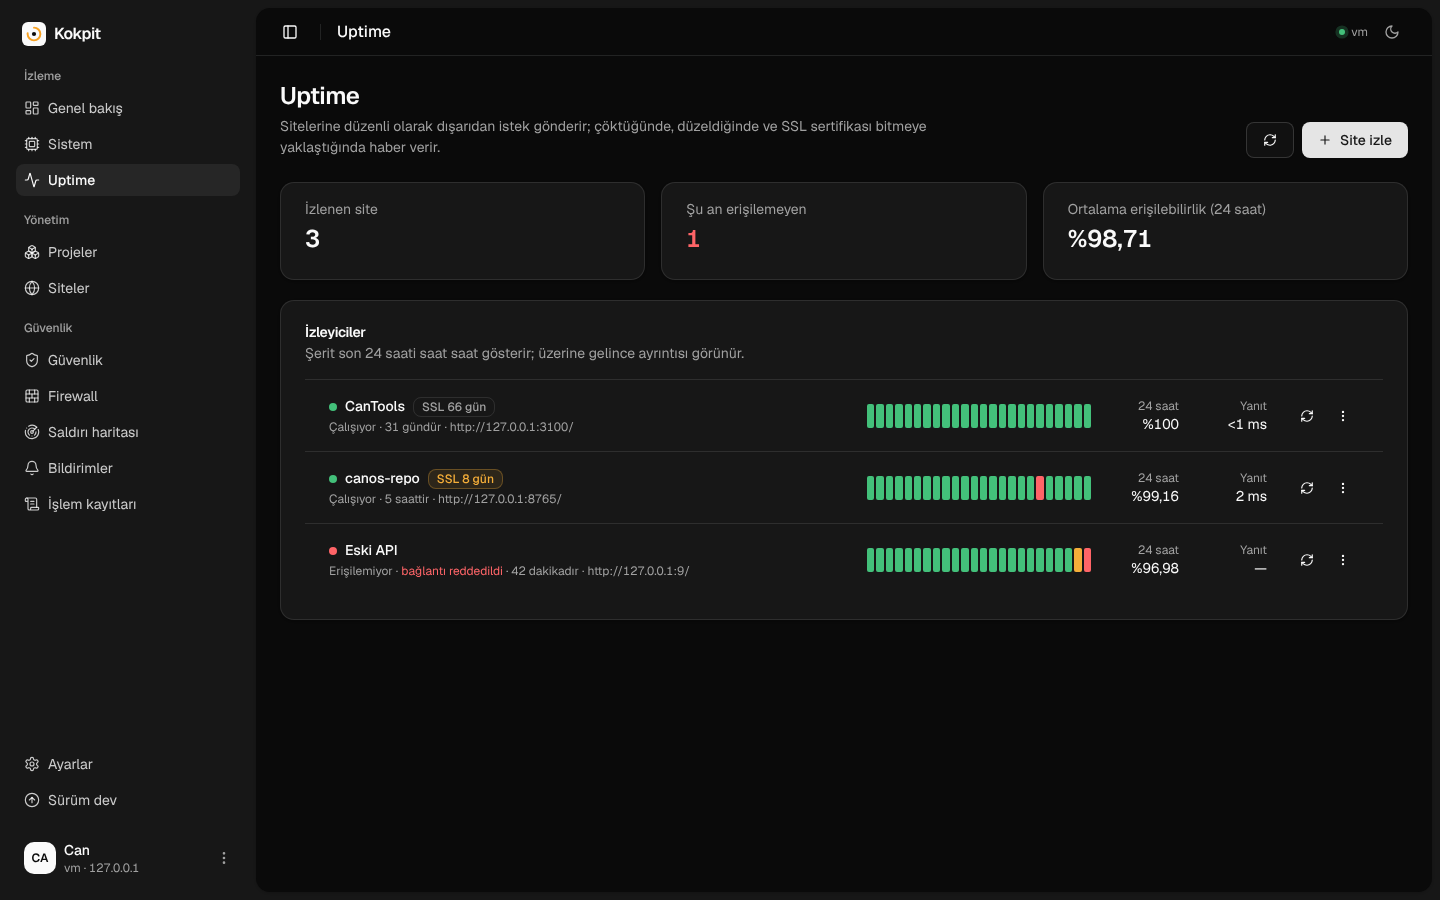 Kokpit
İzleme
Genel bakış
Sistem
Uptime
Yönetim
Projeler
Siteler
Güvenlik
Güvenlik
Firewall
Saldırı haritası
Bildirimler
İşlem kayıtları
Ayarlar
Sürüm dev
CA
Can
vm · 127.0.0.1
Uptime
vm
Uptime
Sitelerine düzenli olarak dışarıdan istek gönderir; çöktüğünde, düzeldiğinde ve SSL sertifikası bitmeye
yaklaştığında haber verir.
Site izle
İzlenen site
3
Şu an erişilemeyen
1
Ortalama erişilebilirlik (24 saat)
%98,71
İzleyiciler
Şerit son 24 saati saat saat gösterir; üzerine gelince ayrıntısı görünür.
CanTools SSL 66 gün
Çalışıyor · 31 gündür · http://127.0.0.1:3100/
24 saat
%100
Yanıt
<1 ms
canos-repo SSL 8 gün
Çalışıyor · 5 saattir · http://127.0.0.1:8765/
24 saat
%99,16
Yanıt
2 ms
Eski API
Erişilemiyor · bağlantı reddedildi · 42 dakikadır · http://127.0.0.1:9/
24 saat
%96,98
Yanıt
—